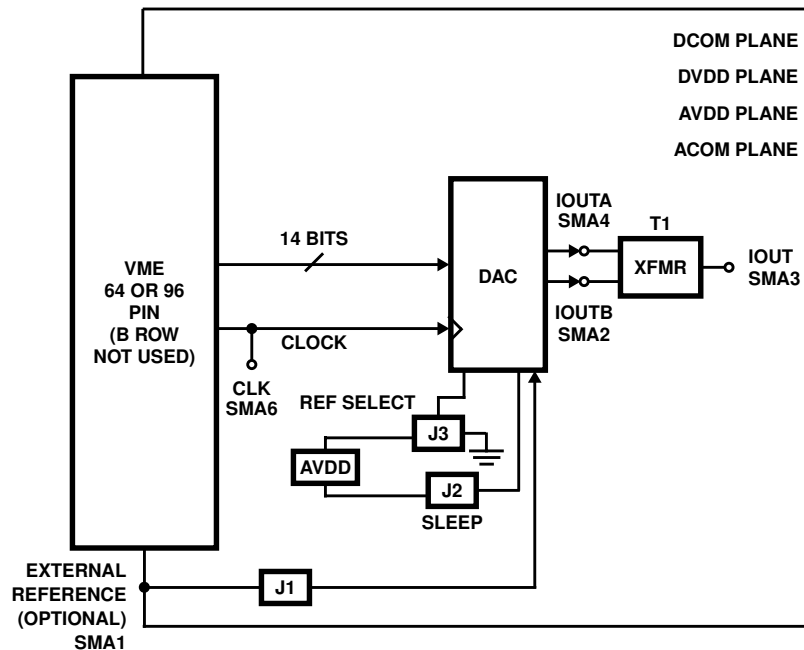 DCOM PLANE
DVDD PLANE
AVDD PLANE
ACOM PLANE
VME
64 OR 96
PIN
(B ROW
NOT USED)
14 BITS
CLOCK
CLK
SMA6
DAC
IOUTA
SMA4
IOUTB
SMA2
T1
XFMR
IOUT
SMA3
REF SELECT
J3
AVDD
J2
SLEEP
J1
EXTERNAL
REFERENCE
(OPTIONAL)
SMA1